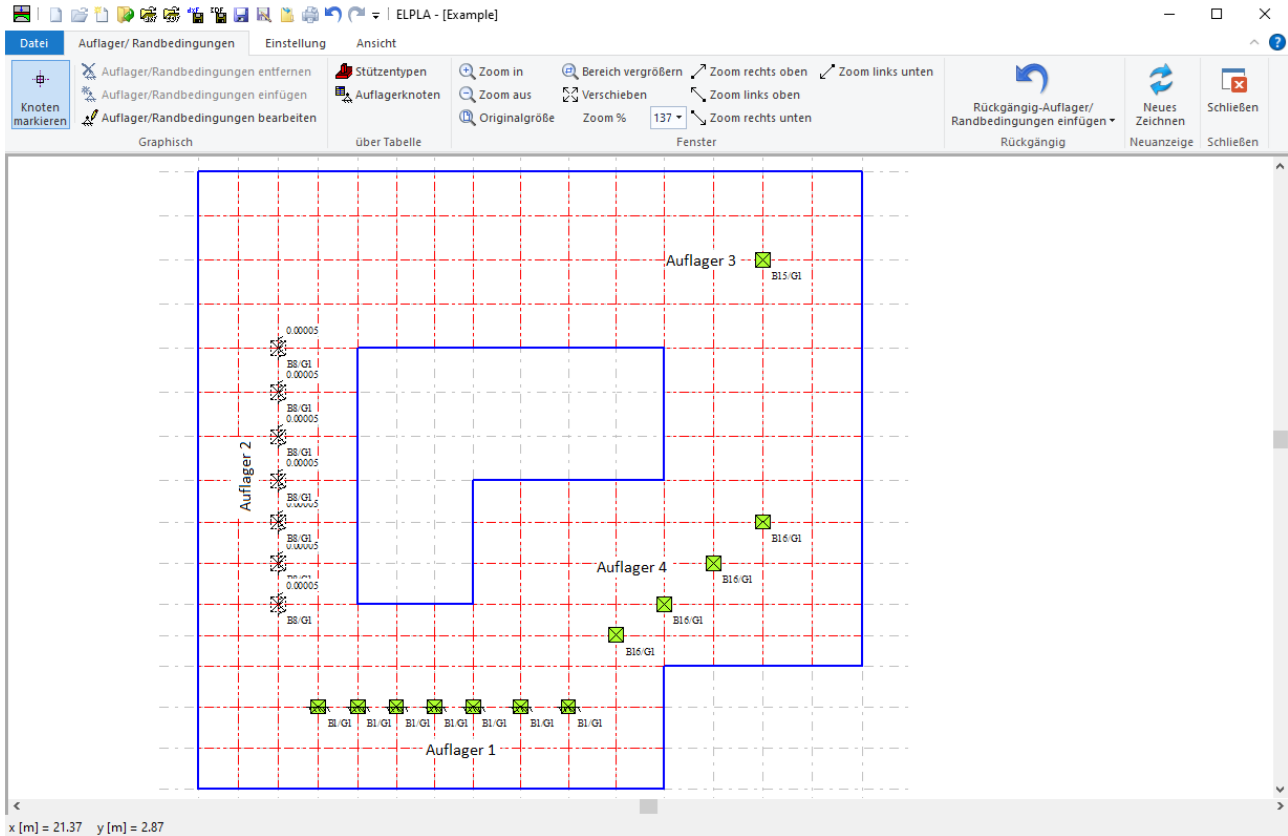 ELPLA - [Example]
Datei Auflager/ Randbedingungen Einstellung Ansicht
Knoten markieren
Auflager/Randbedingungen entfernen
Auflager/Randbedingungen einfügen
Auflager/Randbedingungen bearbeiten
Graphisch
Stützentypen
Auflagerknoten
über Tabelle
Zoom in
Zoom aus
Originalgröße
Bereich vergrößern
Verschieben
Zoom % 137
Zoom rechts oben
Zoom links oben
Zoom rechts unten
Zoom links unten
Fenster
Rückgängig-Auflager/
Randbedingungen einfügen
Rückgängig
Neues
Zeichnen
Neuanzeige
Schließen
Schließen
Auflager 3
B15/G1
0.00005
B8/G1
0.00005
B8/G1
0.00005
B8/G1
0.00005
B8/G1
0.00005
B8/G1
0.00005
B8/G1
0.00005
B8/G1
Auflager 2
B16/G1
Auflager 4
B16/G1
B16/G1
B16/G1
B1/G1 B1/G1 B1/G1 B1/G1 B1/G1 B1/G1 B1/G1
Auflager 1
x [m] = 21.37 y [m] = 2.87